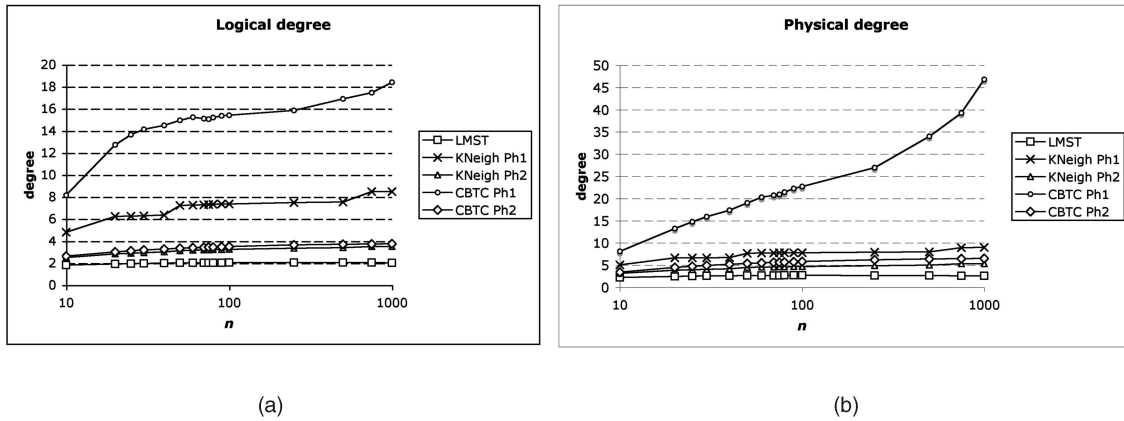 Logical degree
degree
20
18
16
14
12
10
8
6
4
2
0
10
100
1000
n
LMST
KNeigh Ph1
KNeigh Ph2
CBTC Ph1
CBTC Ph2
(a)
Physical degree
degree
50
45
40
35
30
25
20
15
10
5
0
10
100
1000
n
LMST
KNeigh Ph1
KNeigh Ph2
CBTC Ph1
CBTC Ph2
(b)